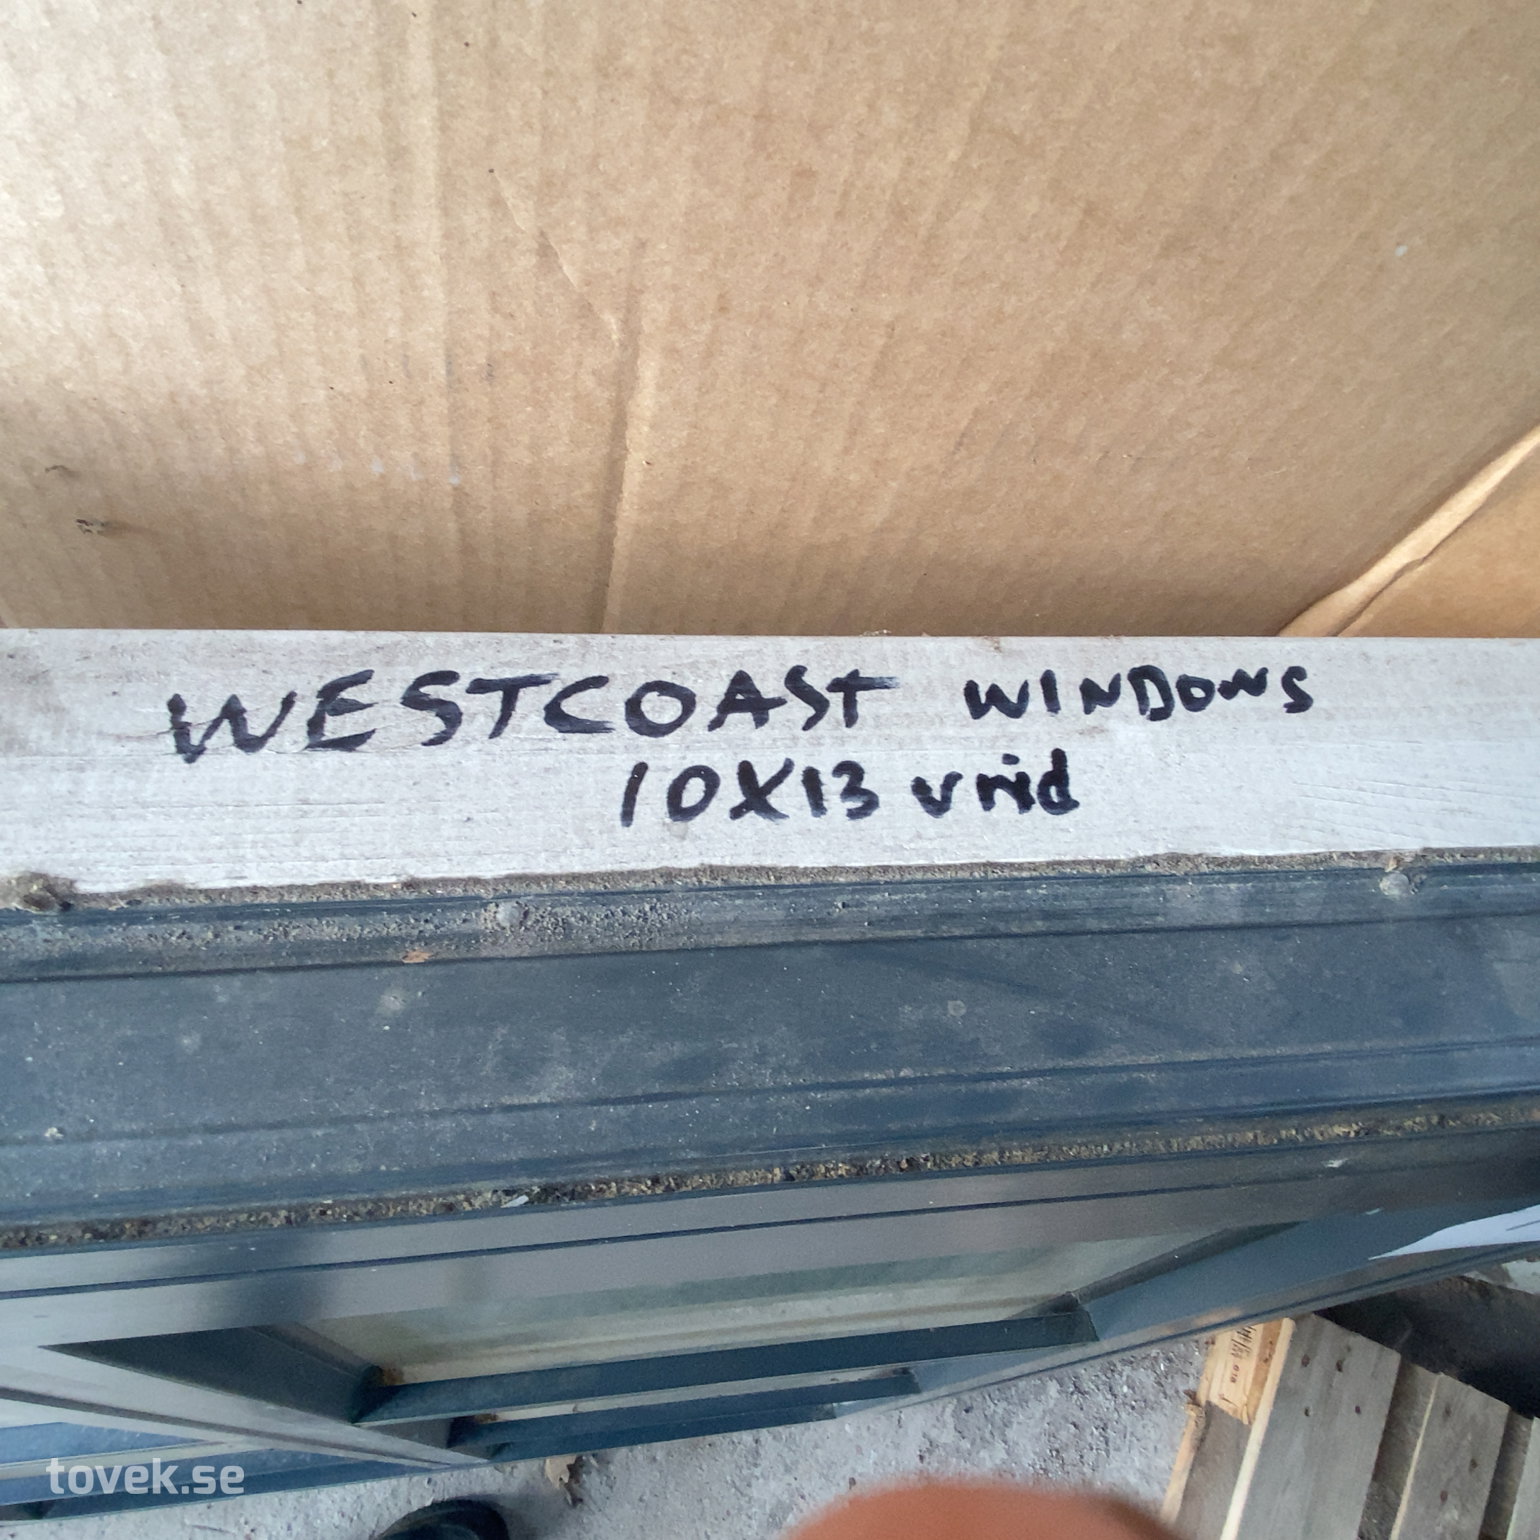 WESTCOAST WINDOWS
10X13 vrid
tovek.se